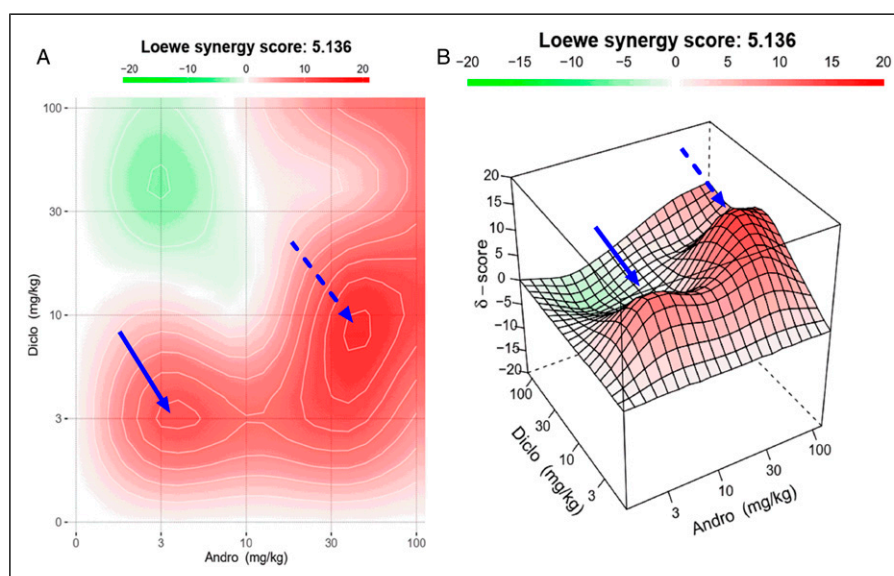 A
Loewe synergy score: 5.136
−20 −10 0 10 20
100
30
10
3
0
Diclo (mg/kg)
0 3 10 30 100
Andro (mg/kg)
B
Loewe synergy score: 5.136
−20 −15 −10 −5 0 5 10 15 20
20
15
10
5
0
−5
−10
−15
−20
δ−score
100
30
10
3
Diclo (mg/kg)
3
10
30
100
Andro (mg/kg)